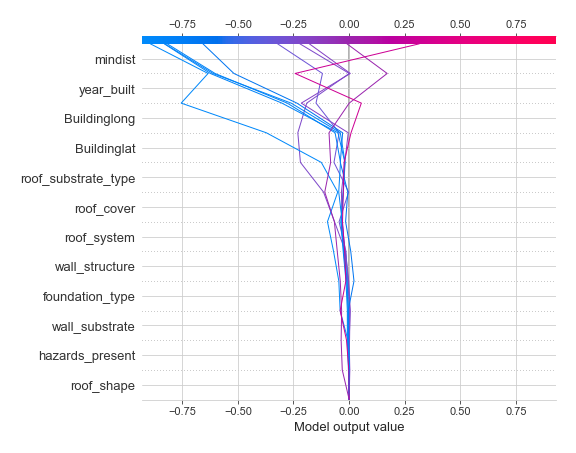 −0.75 −0.50 −0.25 0.00 0.25 0.50 0.75
mindist
year_built
Buildinglong
Buildinglat
roof_substrate_type
roof_cover
roof_system
wall_structure
foundation_type
wall_substrate
hazards_present
roof_shape
−0.75 −0.50 −0.25 0.00 0.25 0.50 0.75
Model output value